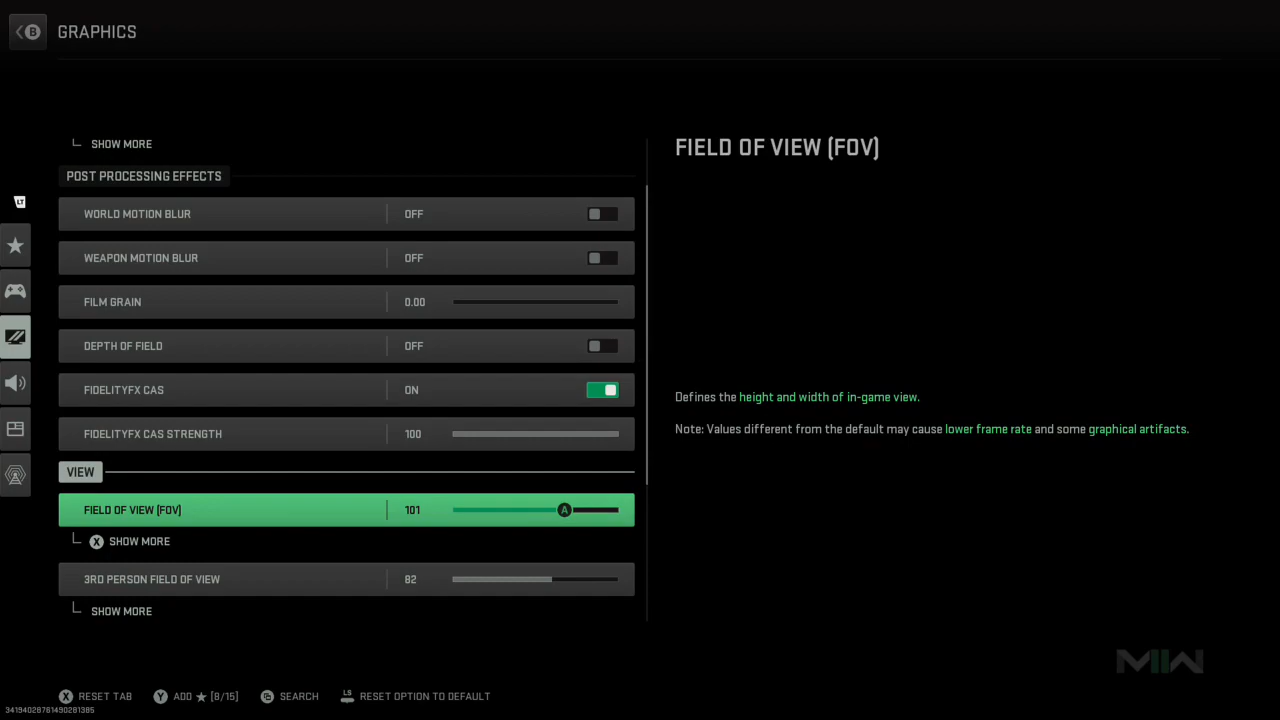 B GRAPHICS
SHOW MORE
POST PROCESSING EFFECTS
LT
WORLD MOTION BLUR OFF
WEAPON MOTION BLUR OFF
FILM GRAIN 0.00
DEPTH OF FIELD OFF
FIDELITYFX CAS ON
FIDELITYFX CAS STRENGTH 100
VIEW
FIELD OF VIEW (FOV) 101 A
X SHOW MORE
3RD PERSON FIELD OF VIEW 82
SHOW MORE
FIELD OF VIEW (FOV)
Defines the height and width of in-game view.
Note: Values different from the default may cause lower frame rate and some graphical artifacts.
MW
X RESET TAB Y ADD ★ [8/15] SEARCH LS RESET OPTION TO DEFAULT
34194028761490281385